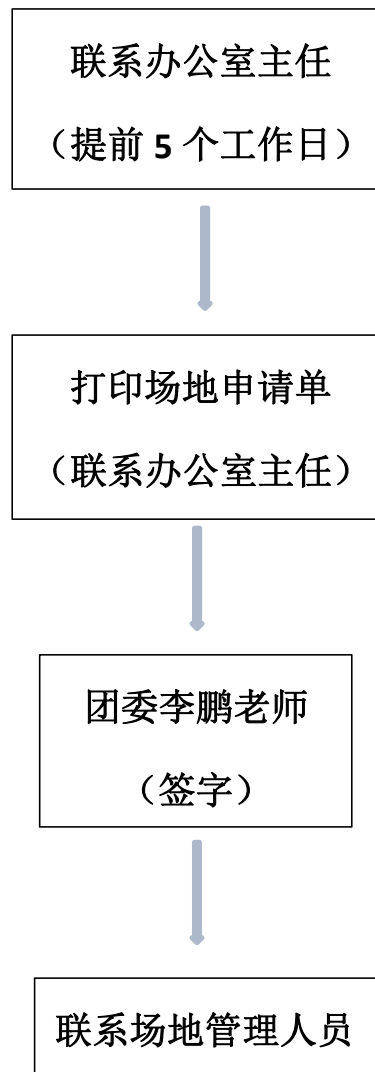 联系办公室主任
（提前 5 个工作日）
打印场地申请单
（联系办公室主任）
团委李鹏老师
（签字）
联系场地管理人员